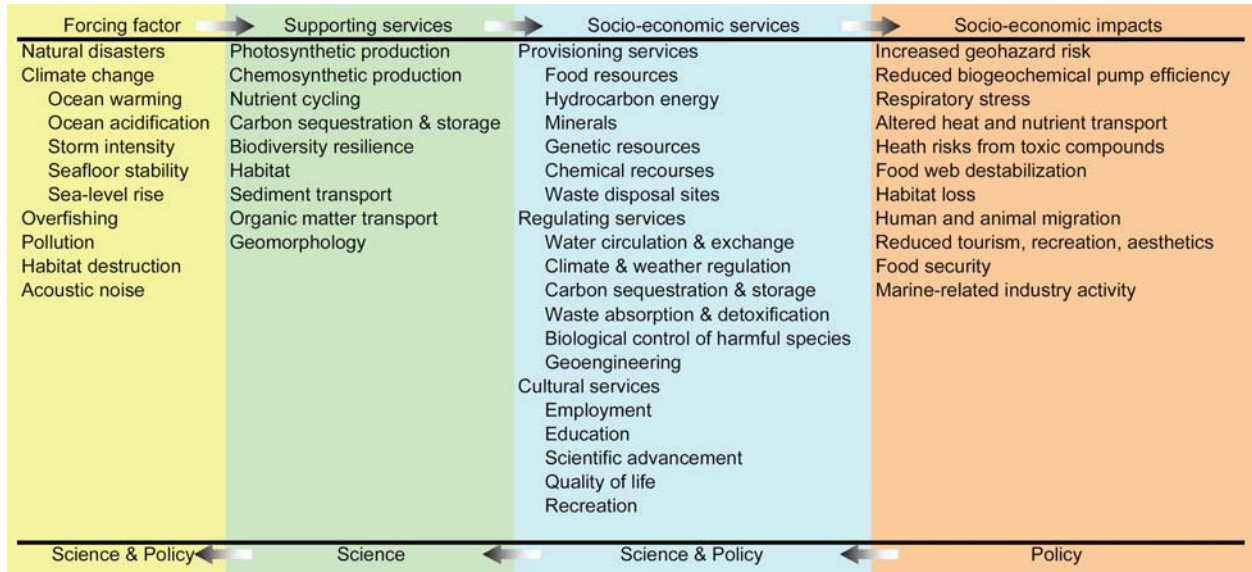 Forcing factor
Supporting services
Socio-economic services
Socio-economic impacts
Natural disasters
Climate change
Ocean warming
Ocean acidification
Storm intensity
Seafloor stability
Sea-level rise
Overfishing
Pollution
Habitat destruction
Acoustic noise
Photosynthetic production
Chemosynthetic production
Nutrient cycling
Carbon sequestration & storage
Biodiversity resilience
Habitat
Sediment transport
Organic matter transport
Geomorphology
Provisioning services
Food resources
Hydrocarbon energy
Minerals
Genetic resources
Chemical recourses
Waste disposal sites
Regulating services
Water circulation & exchange
Climate & weather regulation
Carbon sequestration & storage
Waste absorption & detoxification
Biological control of harmful species
Geoengineering
Cultural services
Employment
Education
Scientific advancement
Quality of life
Recreation
Increased geohazard risk
Reduced biogeochemical pump efficiency
Respiratory stress
Altered heat and nutrient transport
Heath risks from toxic compounds
Food web destabilization
Habitat loss
Human and animal migration
Reduced tourism, recreation, aesthetics
Food security
Marine-related industry activity
Science & Policy
Science
Science & Policy
Policy